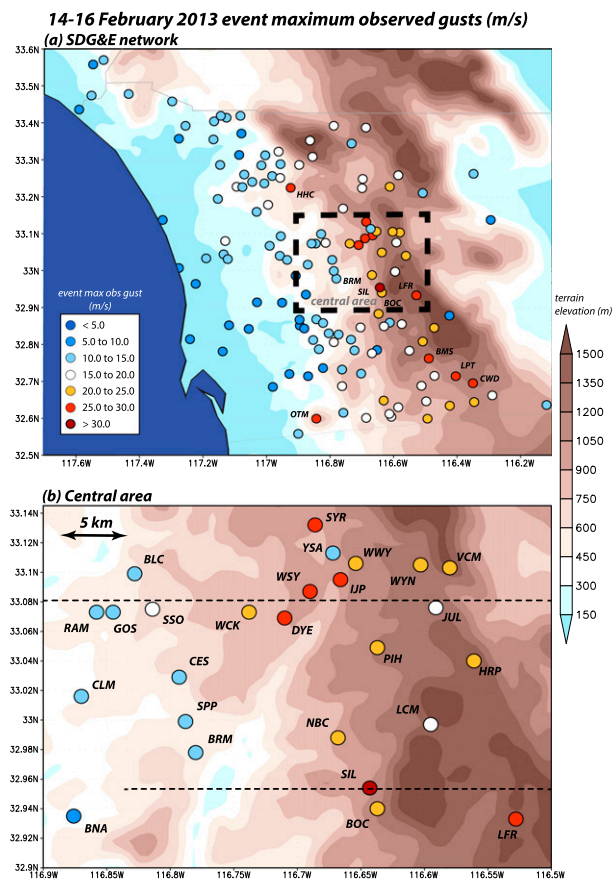 14-16 February 2013 event maximum observed gusts (m/s)
(a) SDG&E network
33.6N
33.5N
33.4N
33.3N
33.2N
33.1N
33N
32.9N
32.8N
32.7N
32.6N
32.5N
HHC
BRM
SIL
LFR
BOC
central area
BMS
LPT
CWD
OTM
event max obs gust
(m/s)
< 5.0
5.0 to 10.0
10.0 to 15.0
15.0 to 20.0
20.0 to 25.0
25.0 to 30.0
> 30.0
117.6W 117.4W 117.2W 117W 116.8W 116.6W 116.4W 116.2W
terrain
elevation (m)
1500
1350
1200
1050
900
750
600
450
300
150
(b) Central area
5 km
33.14N
33.12N
33.1N
33.08N
33.06N
33.04N
33.02N
33N
32.98N
32.96N
32.94N
32.92N
32.9N
SYR
YSA
WWY
VCM
BLC
WSY
IJP
WYN
RAM GOS SSO WCK DYE JUL
PIH
HRP
CES
CLM
SPP
LCM
NBC
BRM
SIL
BNA
BOC
LFR
116.9W 116.85W 116.8W 116.75W 116.7W 116.65W 116.6W 116.55W 116.5W